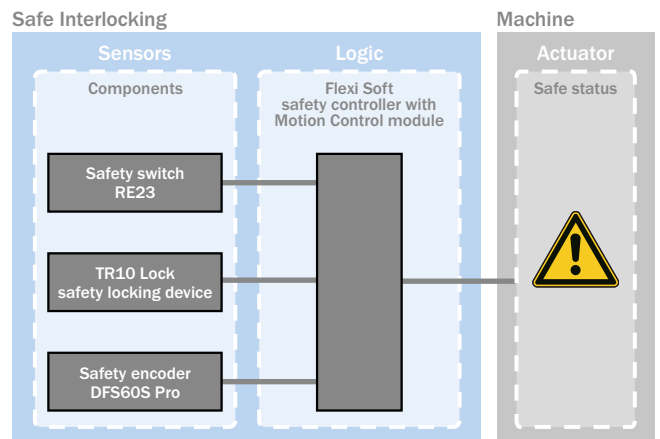 Safe Interlocking
Machine
Sensors
Logic
Actuator
Components
Flexi Soft
safety controller with
Motion Control module
Safe status
Safety switch
RE23
TR10 Lock
safety locking device
Safety encoder
DFS60S Pro